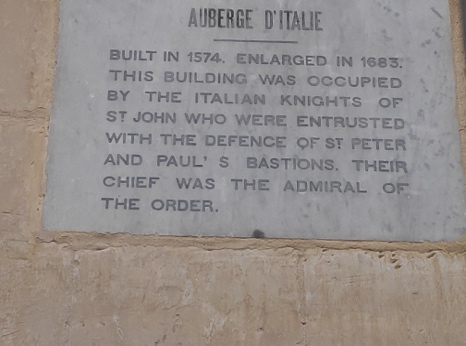 AUBERGE D'ITALIE
BUILT IN 1574. ENLARGED IN 1683.
THIS BUILDING WAS OCCUPIED
BY THE ITALIAN KNIGHTS OF
ST JOHN WHO WERE ENTRUSTED
WITH THE DEFENCE OF ST PETER
AND PAUL' S BASTIONS. THEIR
CHIEF WAS THE ADMIRAL OF
THE ORDER.